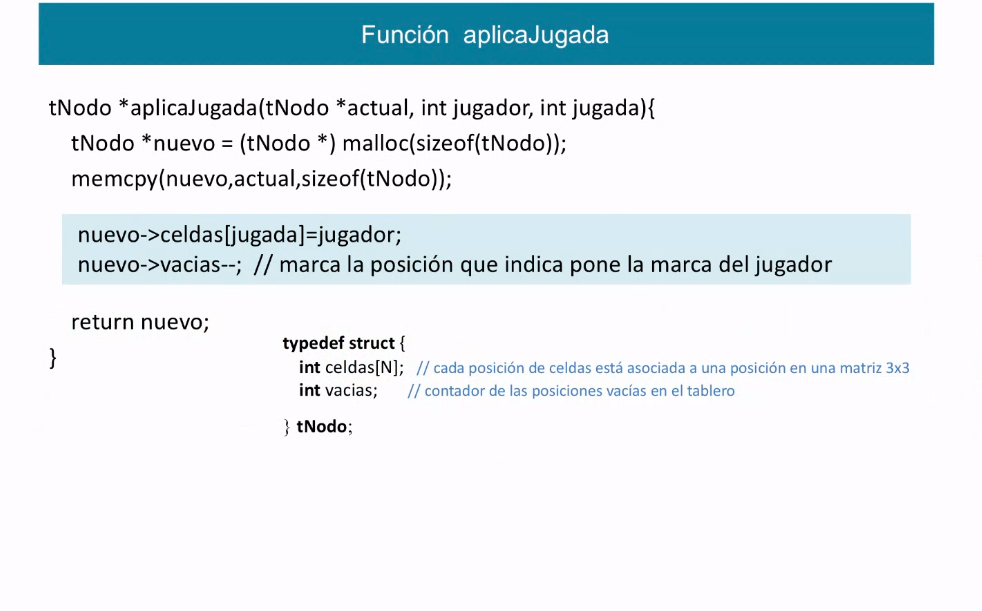 Función aplicaJugada
tNodo *aplicaJugada(tNodo *actual, int jugador, int jugada){
tNodo *nuevo = (tNodo *) malloc(sizeof(tNodo));
memcpy(nuevo,actual,sizeof(tNodo));
nuevo->celdas[jugada]=jugador;
nuevo->vacias--; // marca la posición que indica pone la marca del jugador
return nuevo;
}
typedef struct {
int celdas[N]; // cada posición de celdas está asociada a una posición en una matriz 3x3
int vacias; // contador de las posiciones vacías en el tablero
} tNodo;